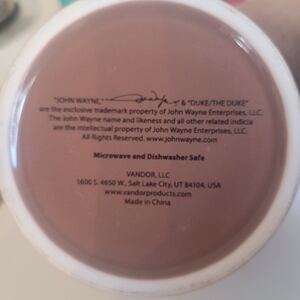 "JOHN WAYNE," & "DUKE/THE DUKE"
are the exclusive trademark property of John Wayne Enterprises, LLC.
The John Wayne name and likeness and all other related indicia
are the intellectual property of John Wayne Enterprises, LLC.
All Rights Reserved. www.johnwayne.com
Microwave and Dishwasher Safe
VANDOR, LLC
1600 S. 4650 W., Salt Lake City, UT 84104, USA
www.vandorproducts.com
Made in China